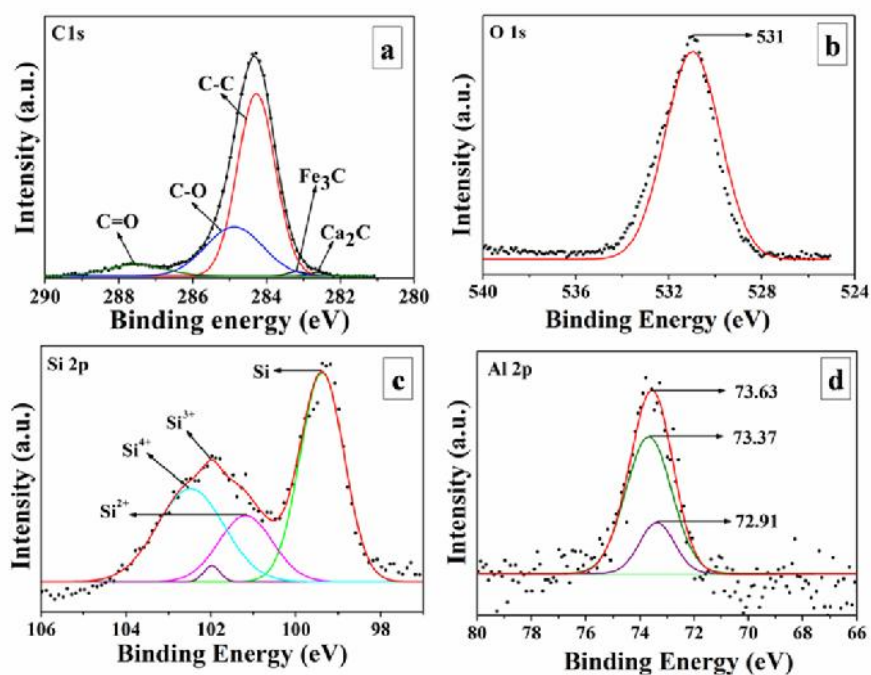 C1s
a
C-C
C-O
C=O
Fe₃C
Ca₂C
Intensity (a.u.)
290 288 286 284 282 280
Binding energy (eV)
O 1s
b
531
Intensity (a.u.)
540 536 532 528 524
Binding Energy (eV)
Si 2p
c
Si
Si³⁺
Si⁴⁺
Si²⁺
Intensity (a.u.)
106 104 102 100 98
Binding Energy (eV)
Al 2p
d
73.63
73.37
72.91
Intensity (a.u.)
80 78 76 74 72 70 68 66
Binding Energy (eV)